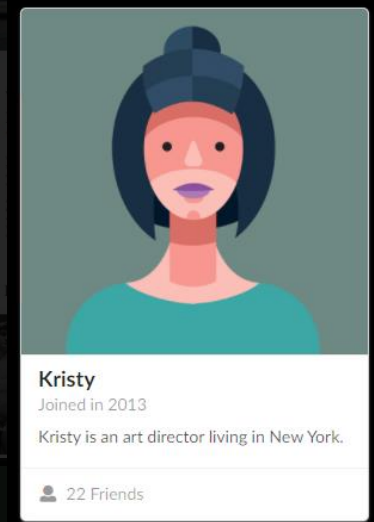 Kristy
Joined in 2013
Kristy is an art director living in New York.
22 Friends